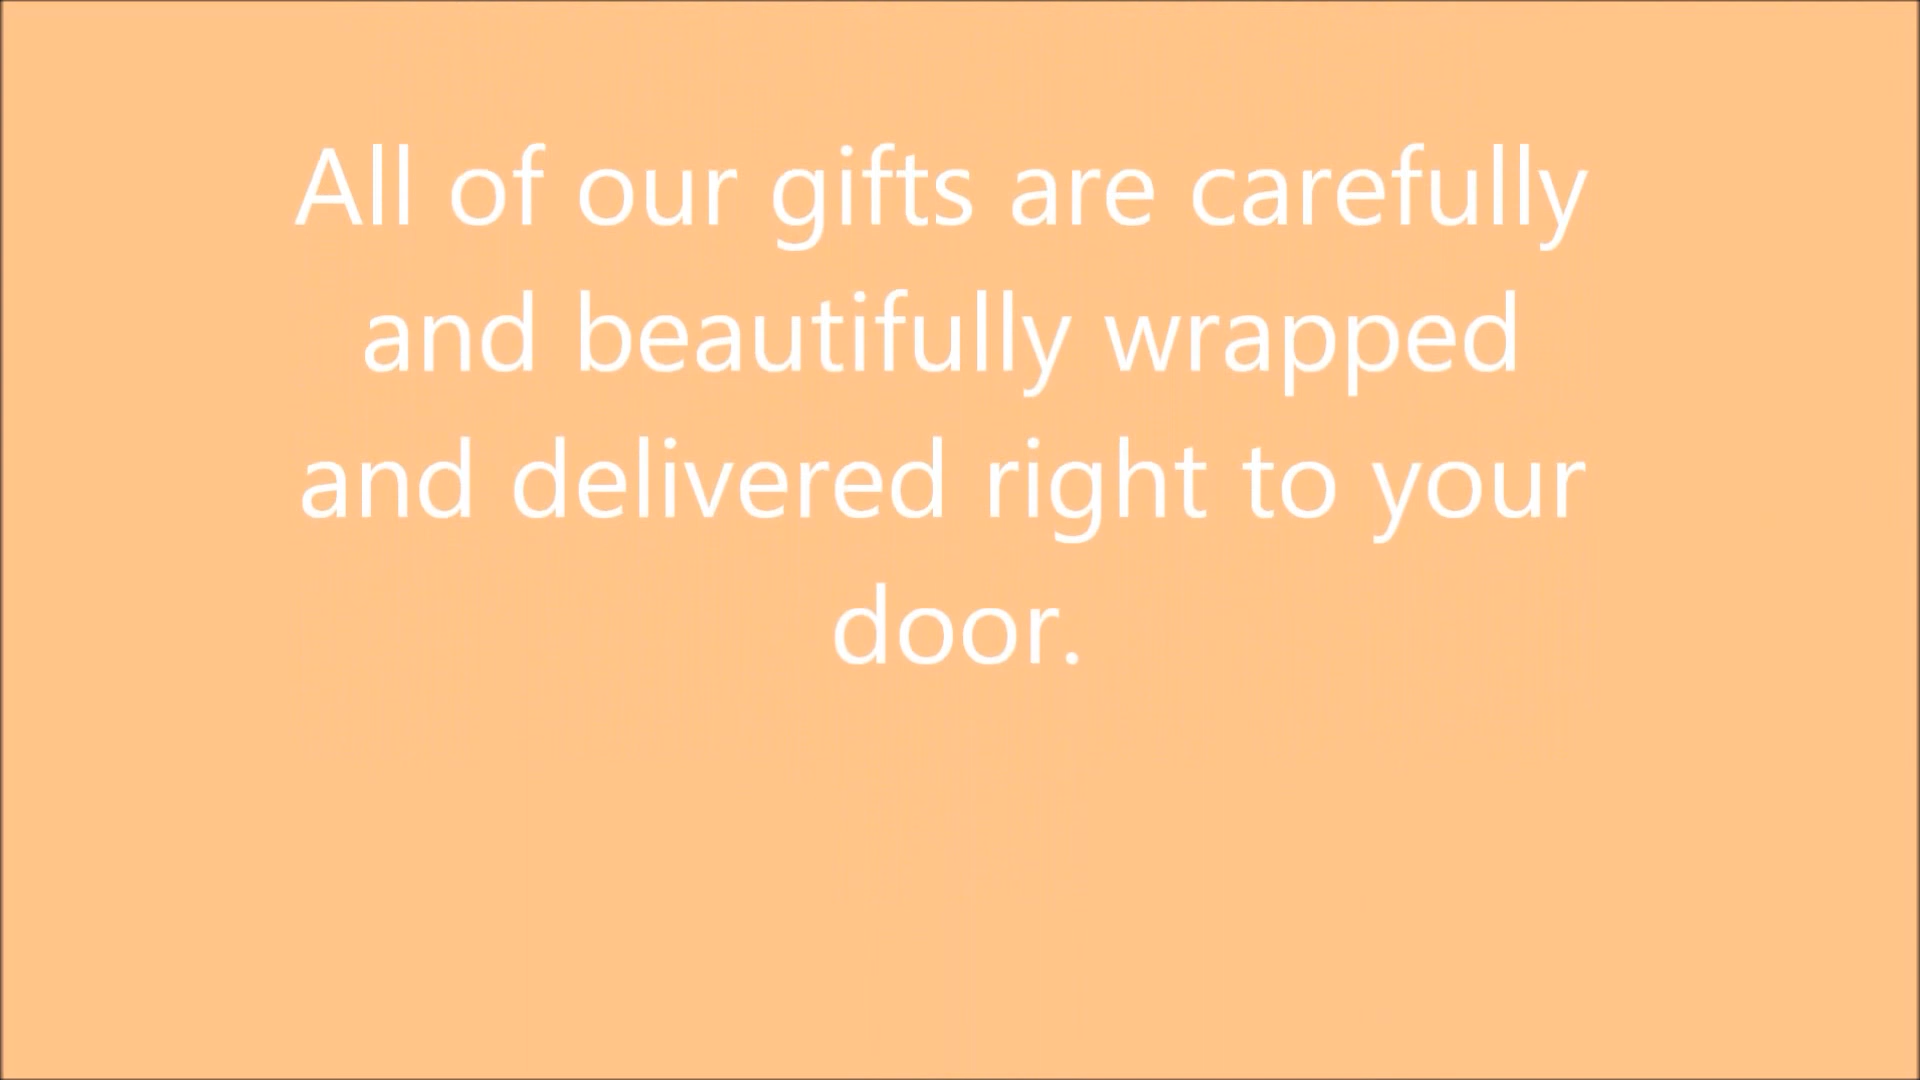 All of our gifts are carefully
and beautifully wrapped
and delivered right to your
door.